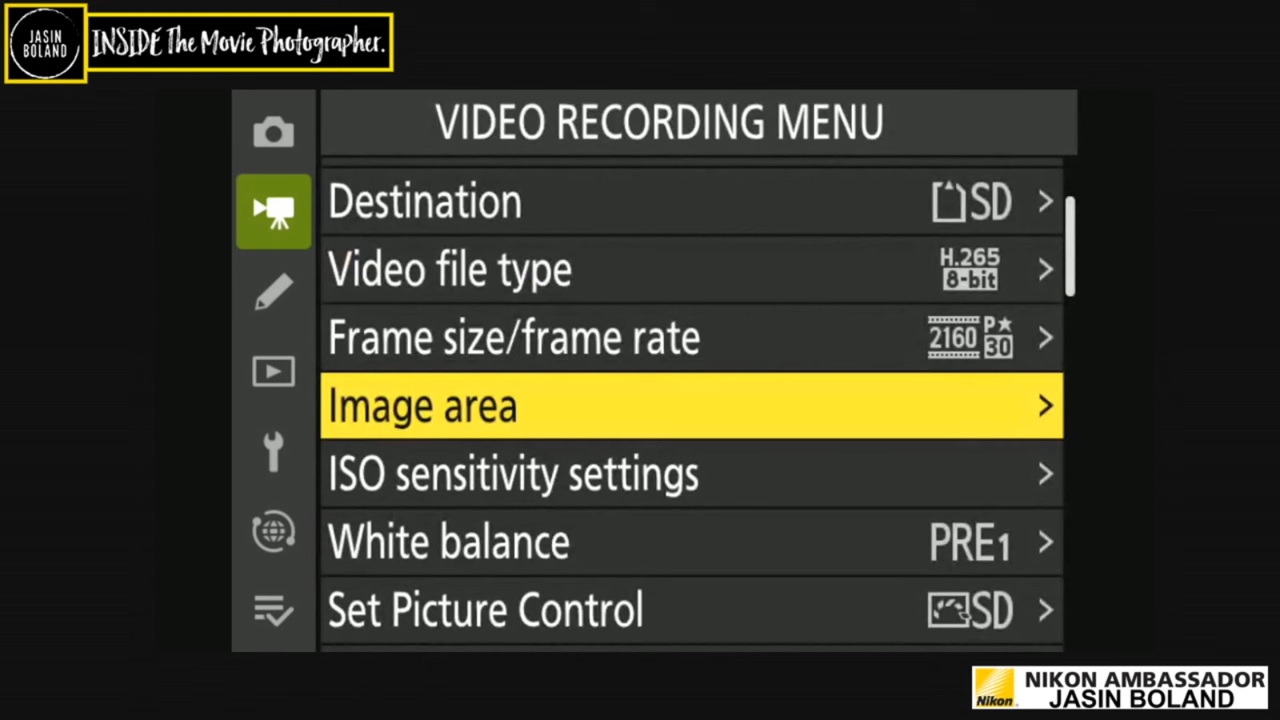 JASIN
BOLAND
INSIDE The Movie Photographer.
VIDEO RECORDING MENU
Destination SD >
Video file type H.265 8-bit >
Frame size/frame rate 2160 P★ 30 >
Image area >
ISO sensitivity settings >
White balance PRE1 >
Set Picture Control SD >
Nikon
NIKON AMBASSADOR
JASIN BOLAND